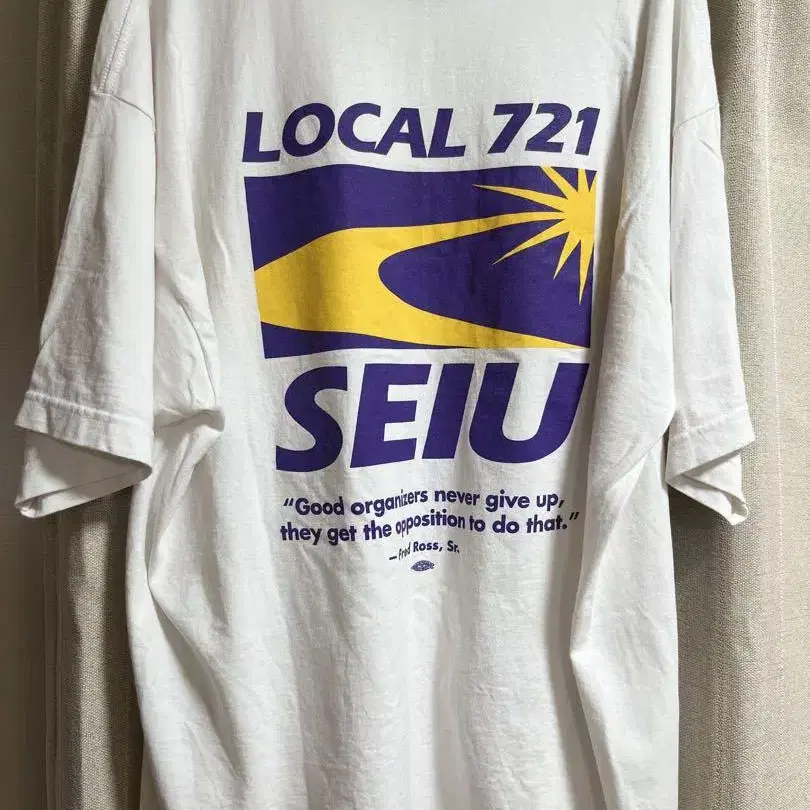 LOCAL 721
SEIU
“Good organizers never give up,
they get the opposition to do that.”
—Fred Ross, Sr.